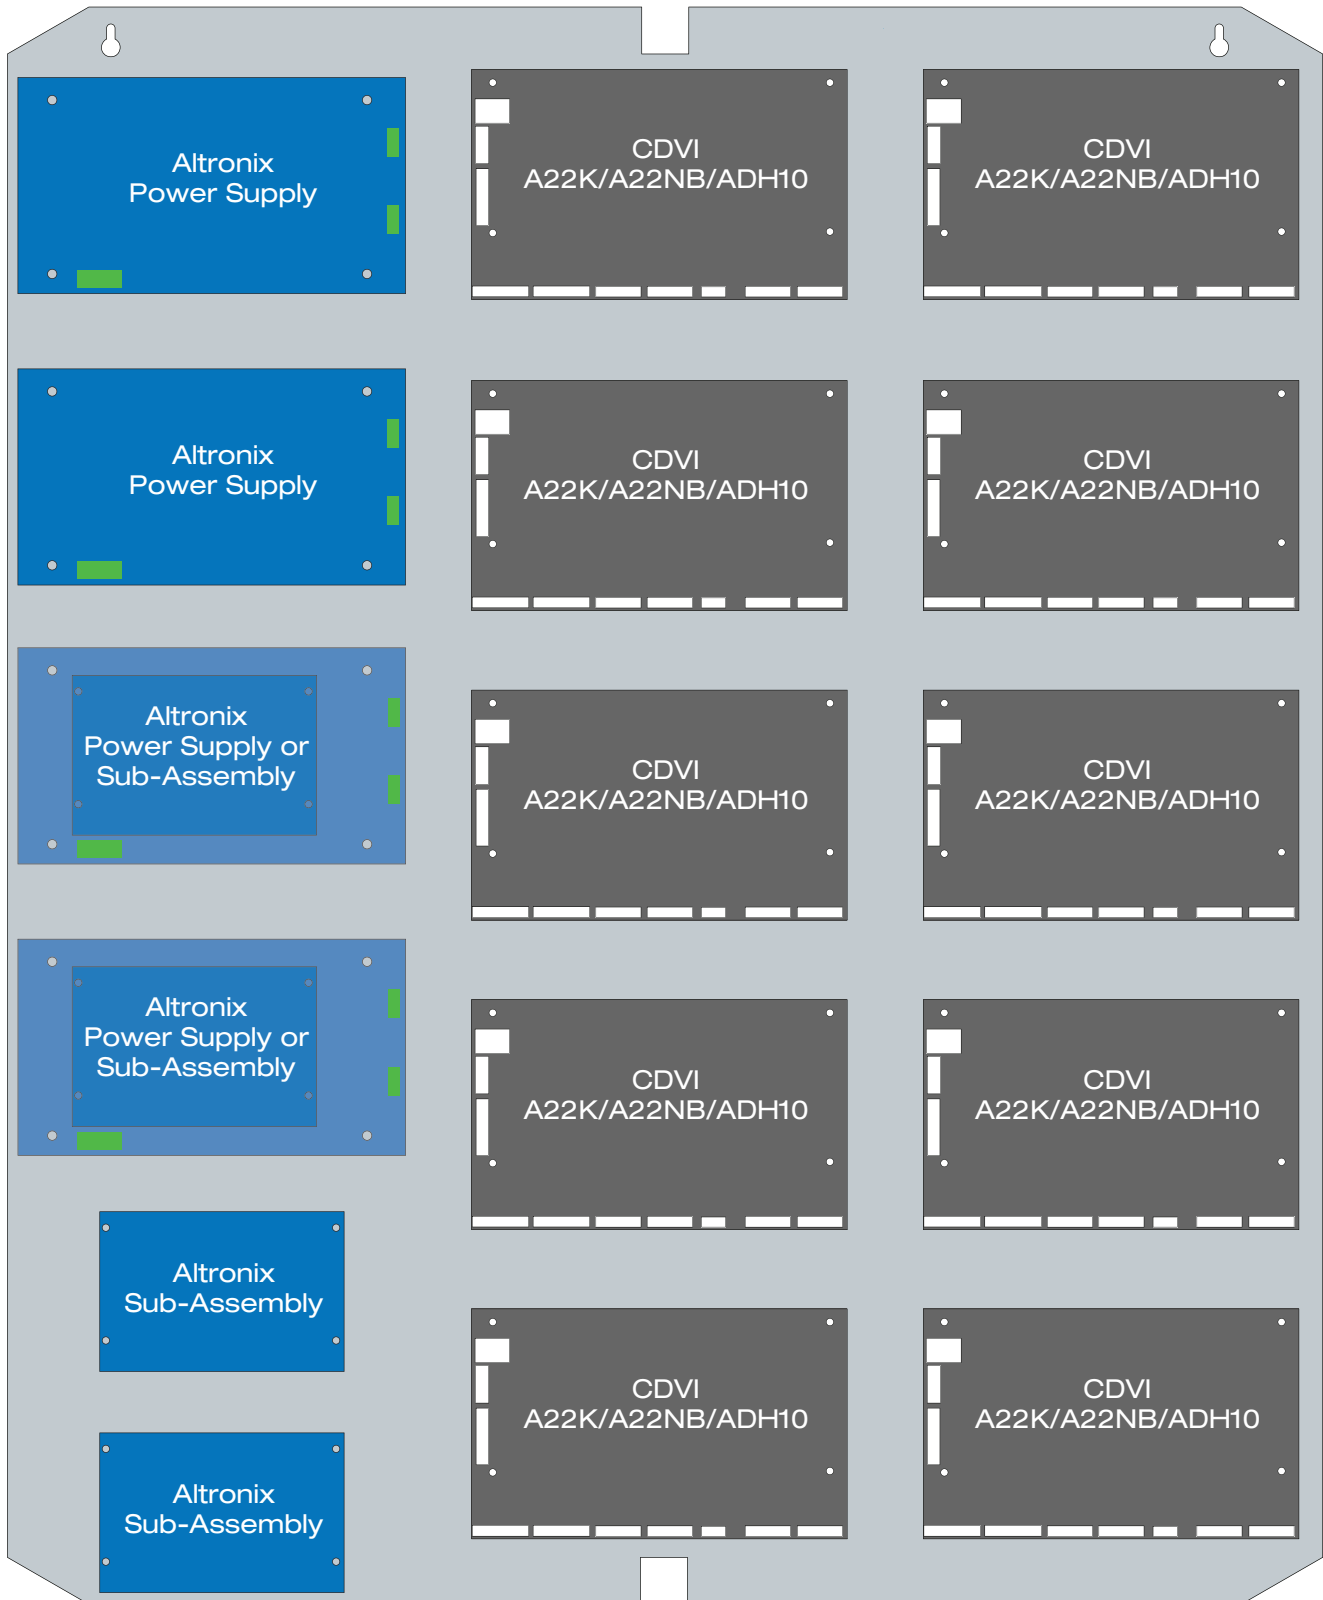 Altronix
Power Supply
CDVI
A22K/A22NB/ADH10
CDVI
A22K/A22NB/ADH10
Altronix
Power Supply
CDVI
A22K/A22NB/ADH10
CDVI
A22K/A22NB/ADH10
Altronix
Power Supply or
Sub-Assembly
CDVI
A22K/A22NB/ADH10
CDVI
A22K/A22NB/ADH10
Altronix
Power Supply or
Sub-Assembly
CDVI
A22K/A22NB/ADH10
CDVI
A22K/A22NB/ADH10
Altronix
Sub-Assembly
CDVI
A22K/A22NB/ADH10
CDVI
A22K/A22NB/ADH10
Altronix
Sub-Assembly